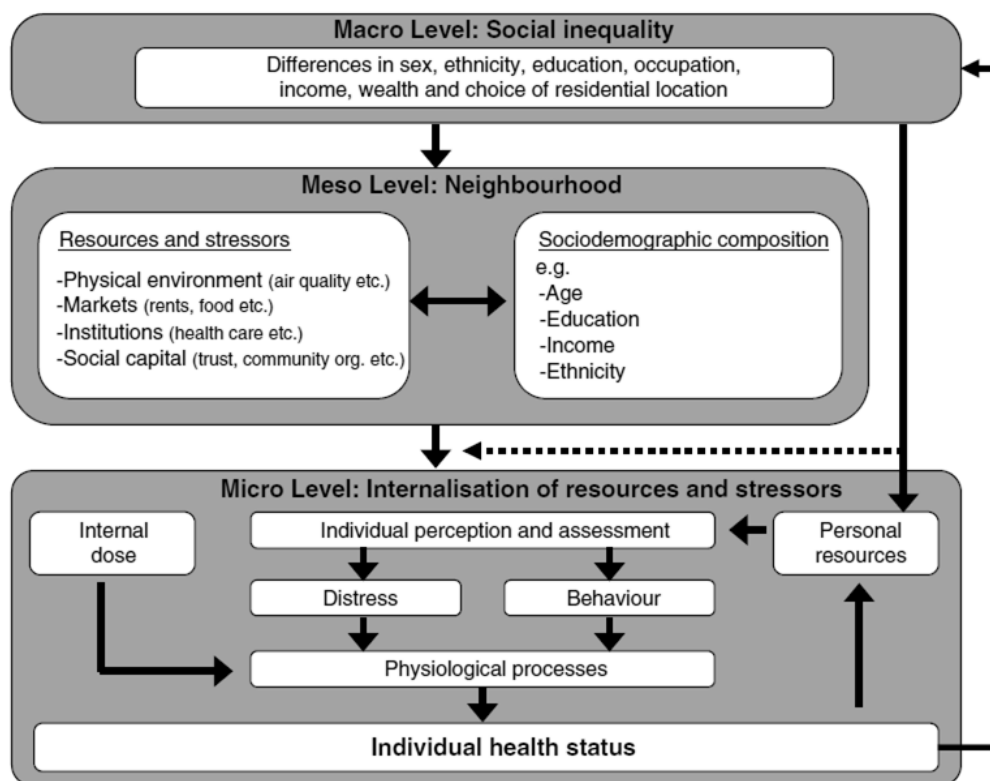 Macro Level: Social inequality
Differences in sex, ethnicity, education, occupation,
income, wealth and choice of residential location
Meso Level: Neighbourhood
Resources and stressors
-Physical environment (air quality etc.)
-Markets (rents, food etc.)
-Institutions (health care etc.)
-Social capital (trust, community org. etc.)
Sociodemographic composition
e.g.
-Age
-Education
-Income
-Ethnicity
Micro Level: Internalisation of resources and stressors
Internal
dose
Individual perception and assessment
Personal
resources
Distress
Behaviour
Physiological processes
Individual health status